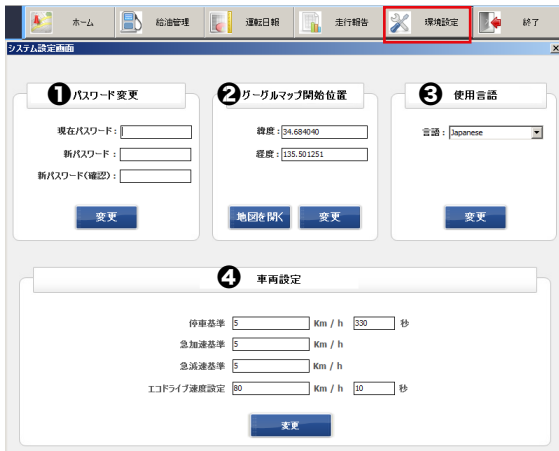 ホーム 給油管理 運転日報 走行報告 環境設定 終了
システム設定画面
❶パスワード変更
現在パスワード：
新パスワード：
新パスワード(確認)：
変更
❷グーグルマップ開始位置
緯度：34.684040
経度：135.501251
地図を開く 変更
❸ 使用言語
言語：Japanese
変更
❹ 車両設定
停車基準 5 Km / h 330 秒
急加速基準 5 Km / h
急減速基準 5 Km / h
エコドライブ速度設定 80 Km / h 10 秒
変更